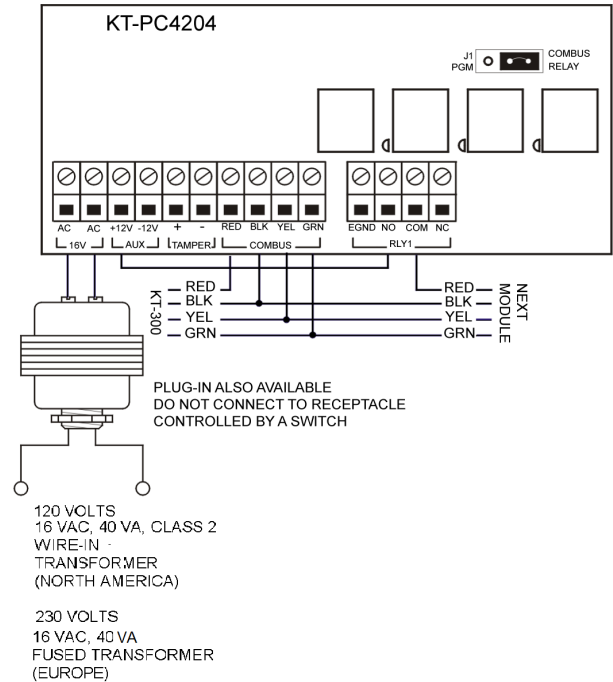 KT-PC4204
J1
PGM
COMBUS
RELAY
AC AC +12V -12V + - RED BLK YEL GRN
16V AUX TAMPER COMBUS
EGND NO COM NC
RLY1
KT-300
RED
BLK
YEL
GRN
RED
BLK
YEL
GRN
NEXT
MODULE
PLUG-IN ALSO AVAILABLE
DO NOT CONNECT TO RECEPTACLE
CONTROLLED BY A SWITCH
120 VOLTS
16 VAC, 40 VA, CLASS 2
WIRE-IN -
TRANSFORMER
(NORTH AMERICA)
230 VOLTS
16 VAC, 40 VA
FUSED TRANSFORMER
(EUROPE)